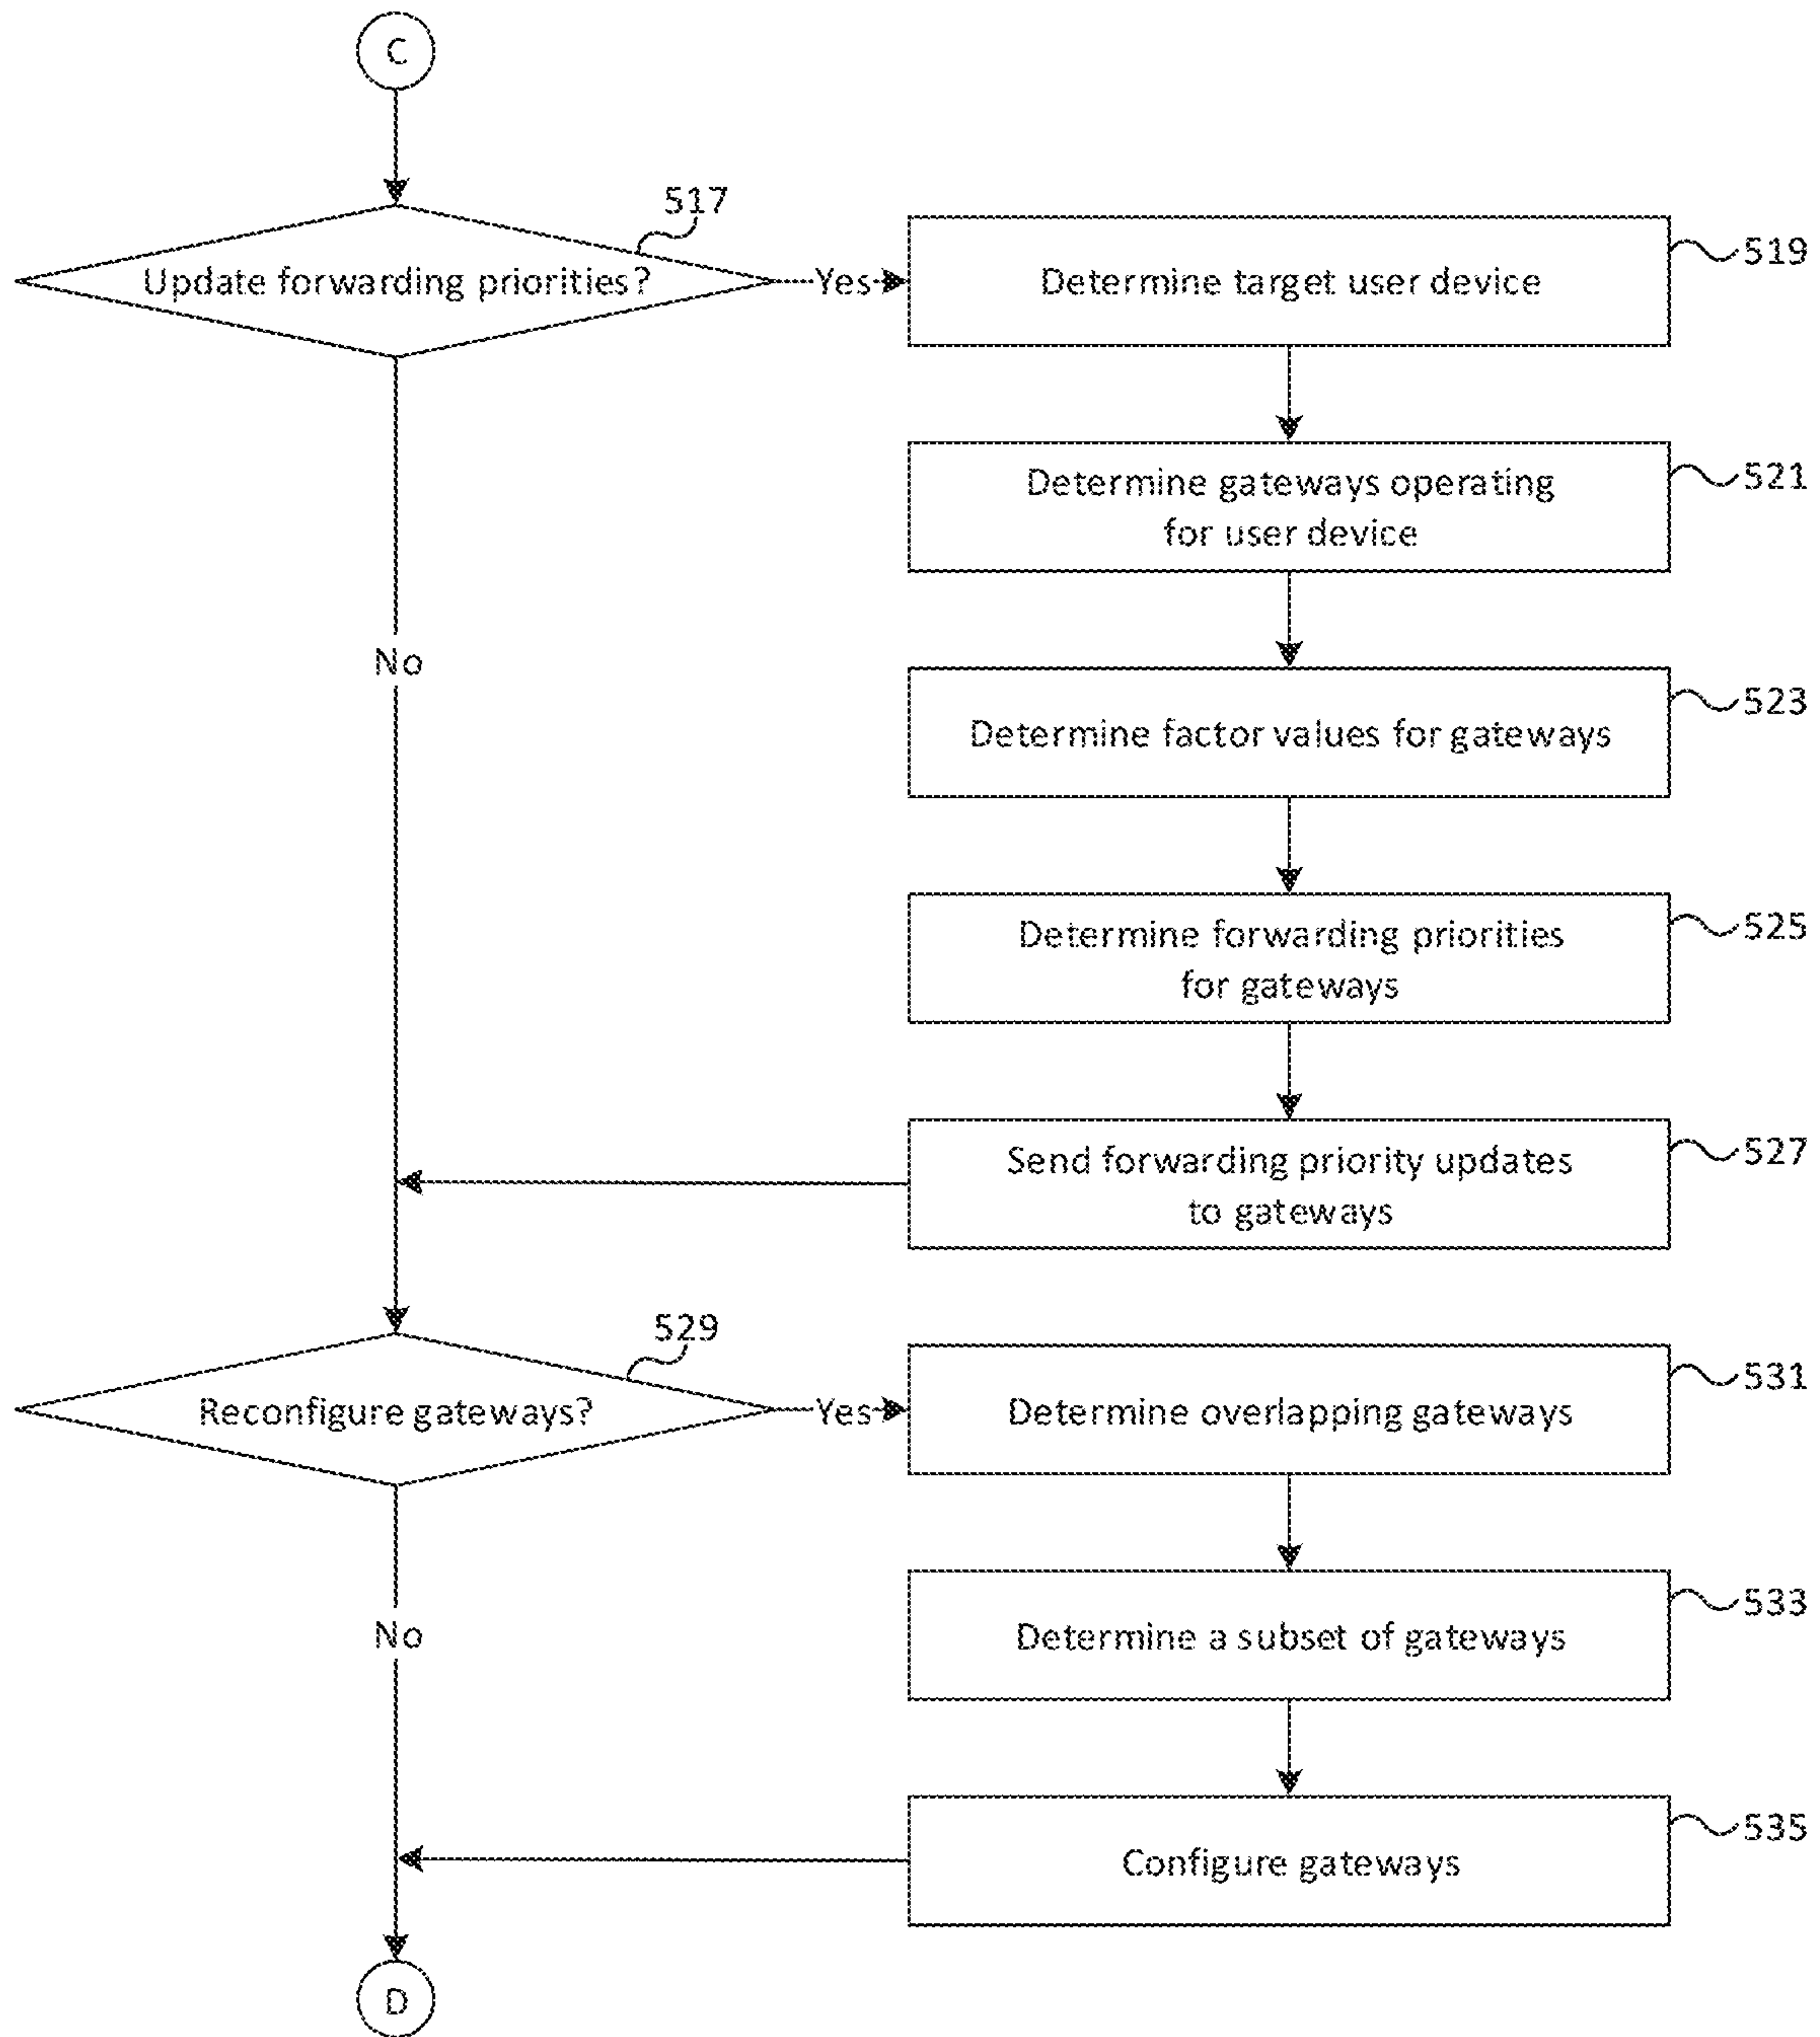 C
517
Update forwarding priorities?
Yes
519
Determine target user device
521
Determine gateways operating
for user device
No
523
Determine factor values for gateways
525
Determine forwarding priorities
for gateways
527
Send forwarding priority updates
to gateways
529
Reconfigure gateways?
Yes
531
Determine overlapping gateways
No
533
Determine a subset of gateways
535
Configure gateways
D